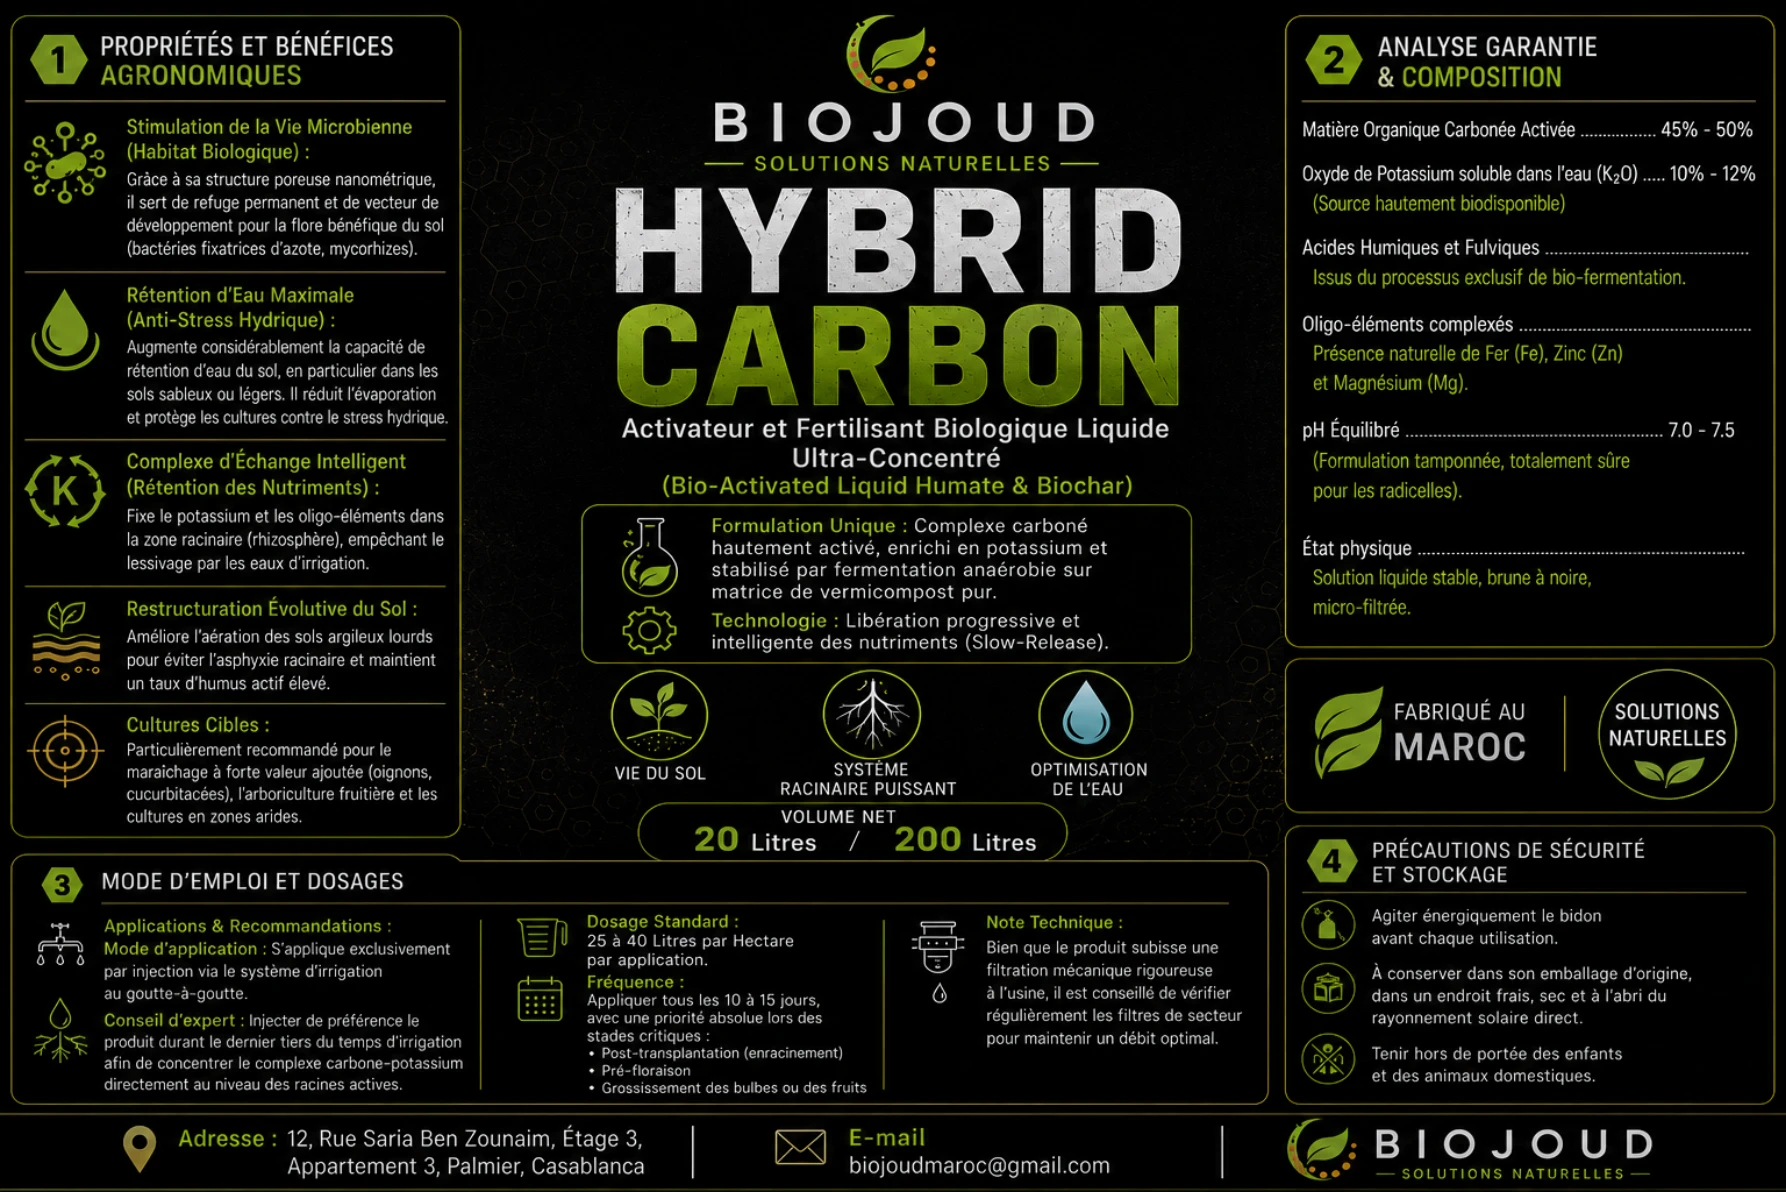 1
PROPRIÉTÉS ET BÉNÉFICES
AGRONOMIQUES
Stimulation de la Vie Microbienne
(Habitat Biologique) :
Grâce à sa structure poreuse nanométrique,
il sert de refuge permanent et de vecteur de
développement pour la flore bénéfique du sol
(bactéries fixatrices d'azote, mycorhizes).
Rétention d'Eau Maximale
(Anti-Stress Hydrique) :
Augmente considérablement la capacité de
rétention d'eau du sol, en particulier dans les
sols sableux ou légers. Il réduit l'évaporation
et protège les cultures contre le stress hydrique.
K
Complexe d'Échange Intelligent
(Rétention des Nutriments) :
Fixe le potassium et les oligo-éléments dans
la zone racinaire (rhizosphère), empêchant le
lessivage par les eaux d'irrigation.
Restructuration Évolutive du Sol :
Améliore l'aération des sols argileux lourds
pour éviter l'asphyxie racinaire et maintient
un taux d'humus actif élevé.
Cultures Cibles :
Particulièrement recommandé pour le
maraîchage à forte valeur ajoutée (oignons,
cucurbitacées), l'arboriculture fruitière et les
cultures en zones arides.
BIOJOUD
SOLUTIONS NATURELLES
HYBRID
CARBON
Activateur et Fertilisant Biologique Liquide
Ultra-Concentré
(Bio-Activated Liquid Humate & Biochar)
Formulation Unique : Complexe carboné
hautement activé, enrichi en potassium et
stabilisé par fermentation anaérobie sur
matrice de vermicompost pur.
Technologie : Libération progressive et
intelligente des nutriments (Slow-Release).
VIE DU SOL
SYSTÈME
RACINAIRE PUISSANT
OPTIMISATION
DE L'EAU
VOLUME NET
20 Litres / 200 Litres
2
ANALYSE GARANTIE
& COMPOSITION
Matière Organique Carbonée Activée ................ 45% - 50%
Oxyde de Potassium soluble dans l'eau (K₂O) ..... 10% - 12%
(Source hautement biodisponible)
Acides Humiques et Fulviques ................................................
Issus du processus exclusif de bio-fermentation.
Oligo-éléments complexés ......................................................
Présence naturelle de Fer (Fe), Zinc (Zn)
et Magnésium (Mg).
pH Équilibré ............................................................ 7.0 - 7.5
(Formulation tamponnée, totalement sûre
pour les radicelles).
État physique ............................................................................
Solution liquide stable, brune à noire,
micro-filtrée.
FABRIQUÉ AU
MAROC
SOLUTIONS
NATURELLES
3
MODE D'EMPLOI ET DOSAGES
Applications & Recommandations :
Mode d'application : S'applique exclusivement
par injection via le système d'irrigation
au goutte-à-goutte.
Conseil d'expert : Injecter de préférence le
produit durant le dernier tiers du temps d'irrigation
afin de concentrer le complexe carbone-potassium
directement au niveau des racines actives.
Dosage Standard :
25 à 40 Litres par Hectare
par application.
Fréquence :
Appliquer tous les 10 à 15 jours,
avec une priorité absolue lors des
stades critiques :
• Post-transplantation (enracinement)
• Pré-floraison
• Grossissement des bulbes ou des fruits
Note Technique :
Bien que le produit subisse une
filtration mécanique rigoureuse
à l'usine, il est conseillé de vérifier
régulièrement les filtres de secteur
pour maintenir un débit optimal.
4
PRÉCAUTIONS DE SÉCURITÉ
ET STOCKAGE
Agiter énergiquement le bidon
avant chaque utilisation.
À conserver dans son emballage d'origine,
dans un endroit frais, sec et à l'abri du
rayonnement solaire direct.
Tenir hors de portée des enfants
et des animaux domestiques.
Adresse : 12, Rue Saria Ben Zounaim, Étage 3,
Appartement 3, Palmier, Casablanca
E-mail
biojoudmaroc@gmail.com
BIOJOUD
SOLUTIONS NATURELLES